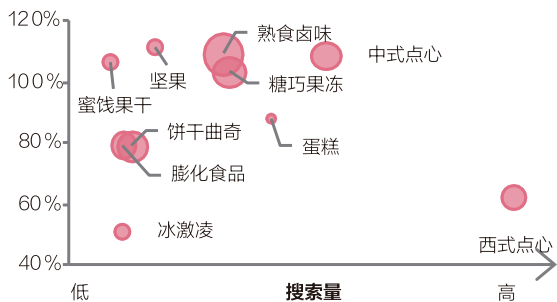 120%
熟食卤味
中式点心
坚果
糖巧果冻
100%
蜜饯果干
饼干曲奇
80%
蛋糕
膨化食品
60%
冰激凌
西式点心
40%
低 搜索量 高